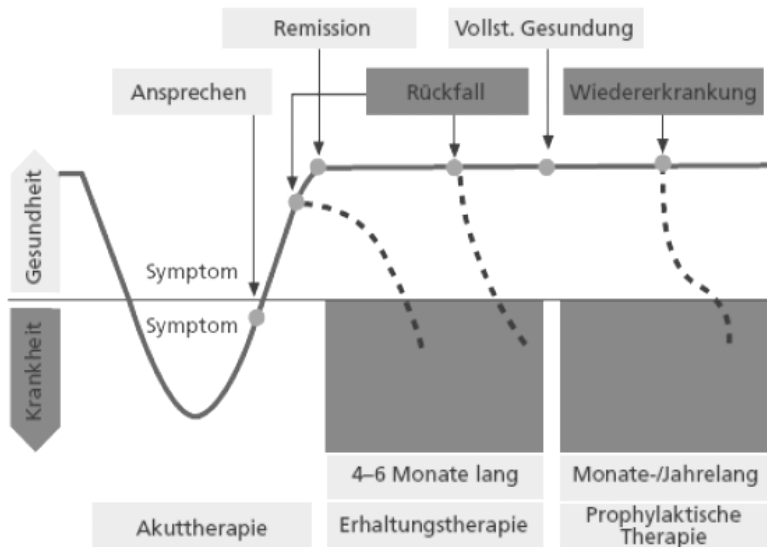 Remission
Vollst. Gesundung
Ansprechen
Rückfall
Wiedererkrankung
Gesundheit
Symptom
Symptom
Krankheit
4–6 Monate lang
Monate-/Jahrelang
Akuttherapie
Erhaltungstherapie
Prophylaktische
Therapie